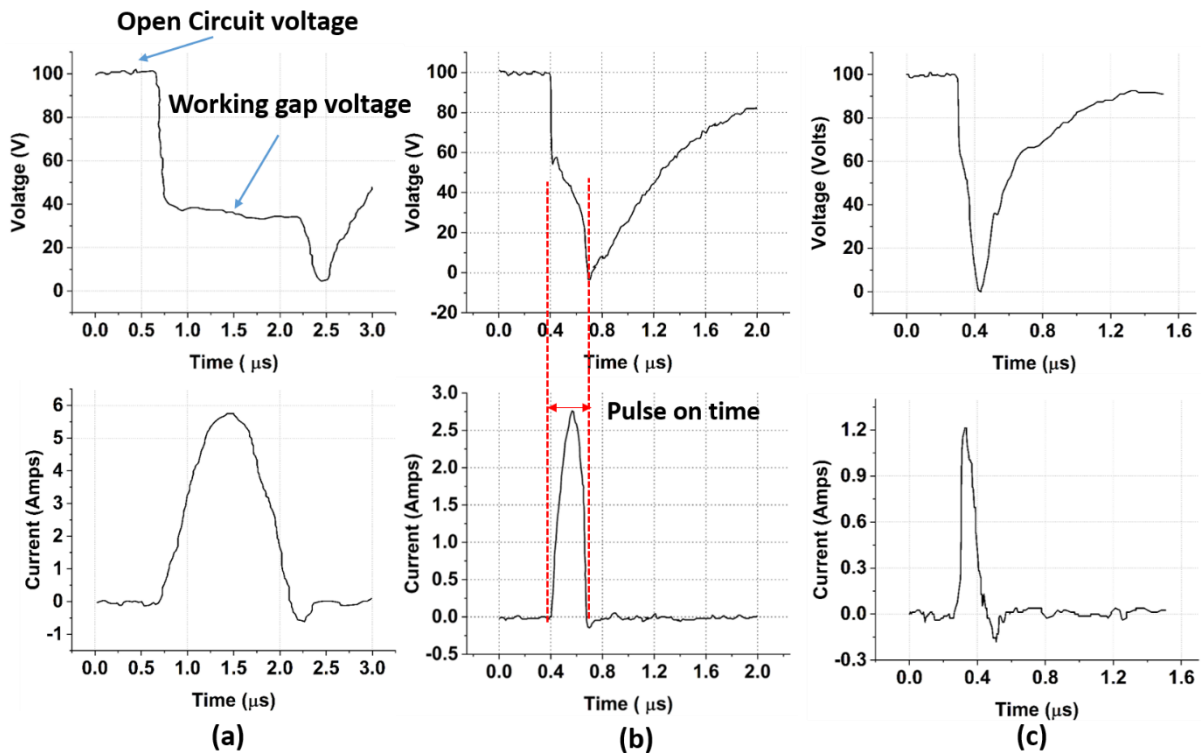 Open Circuit voltage
Working gap voltage
Volatge (V)
100
80
60
40
20
0
0.0 0.5 1.0 1.5 2.0 2.5 3.0
Time ( μs)
Volatge (V)
100
80
60
40
20
0
-20
0.0 0.4 0.8 1.2 1.6 2.0
Time ( μs)
Voltage (Volts)
100
80
60
40
20
0
0.0 0.4 0.8 1.2 1.6
Time ( μs)
Current (Amps)
6
5
4
3
2
1
0
-1
0.0 0.5 1.0 1.5 2.0 2.5 3.0
Time (μs)
(a)
Pulse on time
Current (Amps)
3.0
2.5
2.0
1.5
1.0
0.5
0.0
-0.5
0.0 0.4 0.8 1.2 1.6 2.0
Time (μs)
(b)
Current (Amps)
1.2
0.9
0.6
0.3
0.0
-0.3
0.0 0.4 0.8 1.2 1.6
Time (μs)
(c)